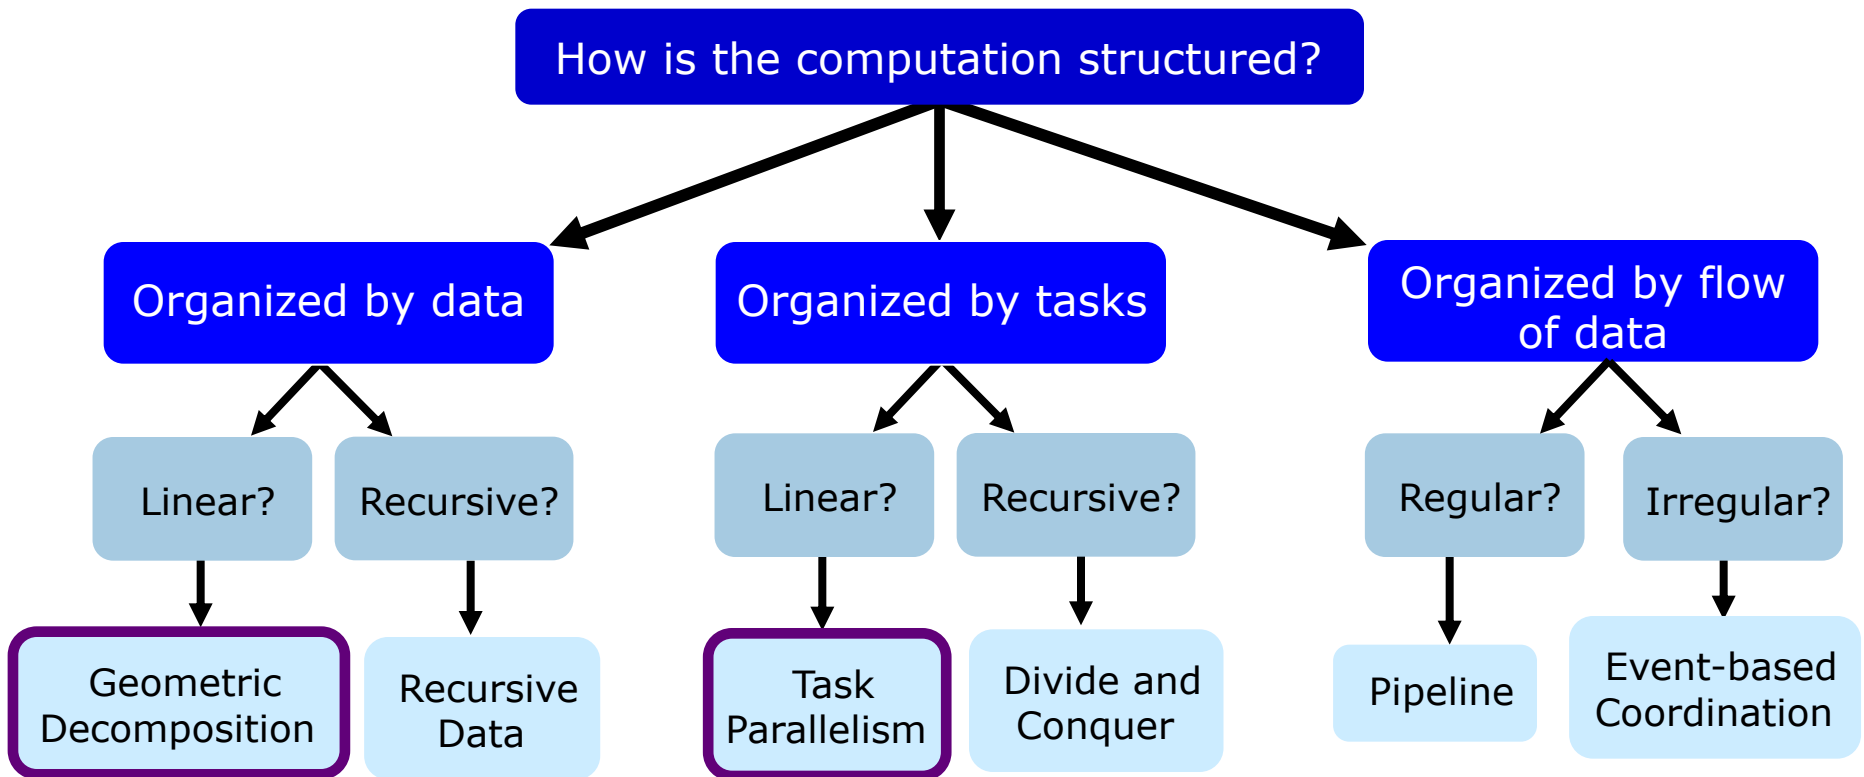 How is the computation structured?
Organized by data
Organized by tasks
Organized by flow
of data
Linear?
Recursive?
Linear?
Recursive?
Regular?
Irregular?
Geometric
Decomposition
Recursive
Data
Task
Parallelism
Divide and
Conquer
Pipeline
Event-based
Coordination